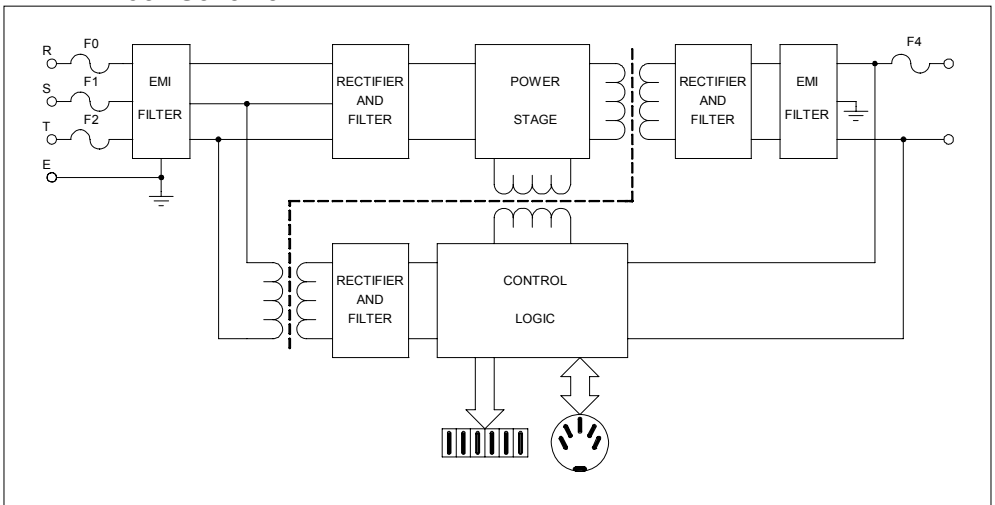 R
F0
S
F1
T
F2
E
EMI
FILTER
RECTIFIER
AND
FILTER
POWER
STAGE
RECTIFIER
AND
FILTER
EMI
FILTER
F4
RECTIFIER
AND
FILTER
CONTROL
LOGIC